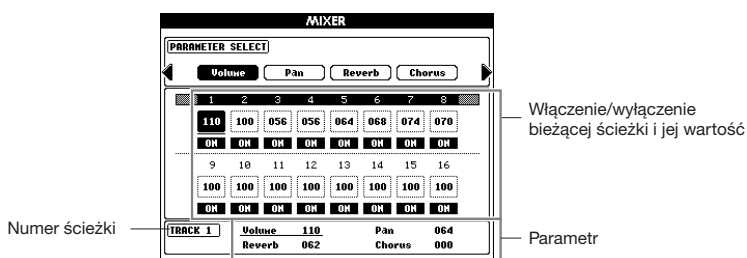 MIXER
PARAMETER SELECT
Volume Pan Reverb Chorus
1 2 3 4 5 6 7 8
110 100 056 056 064 068 074 070
ON ON ON ON ON ON ON ON
Włączenie/wyłączenie
bieżącej ścieżki i jej wartość
9 10 11 12 13 14 15 16
100 100 100 100 100 100 100 100
ON ON ON ON ON ON ON ON
Numer ścieżki
TRACK 1
Volume 110 Pan 064
Reverb 062 Chorus 000
Parametr